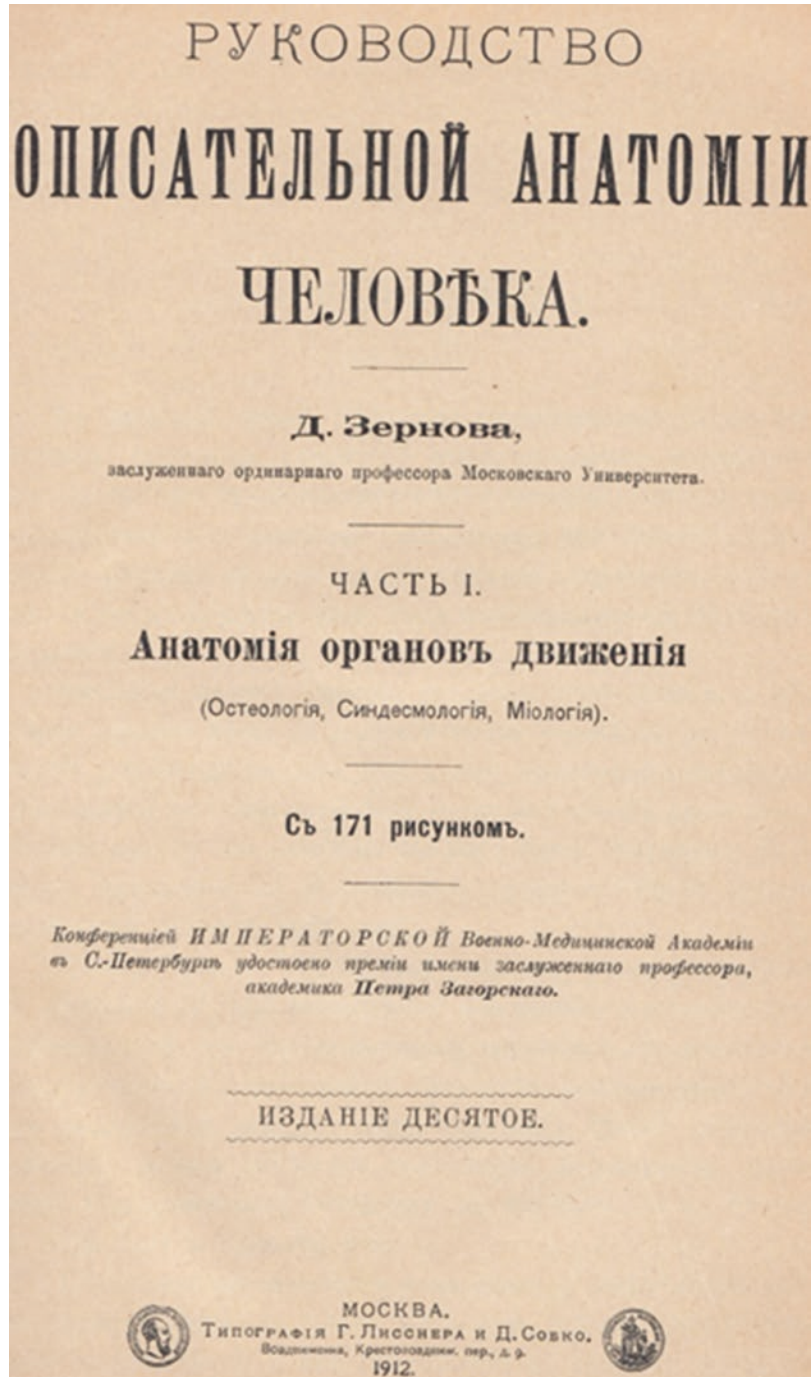 РУКОВОДСТВО
ОПИСАТЕЛЬНОЙ АНАТОМІИ
ЧЕЛОВѢКА.
Д. Зернова,
заслуженнаго ординарнаго профессора Московскаго Университета.
ЧАСТЬ I.
Анатомія органовъ движенія
(Остеологія, Синдесмологія, Міологія).
Съ 171 рисункомъ.
Конференціей ИМПЕРАТОРСКОЙ Военно-Медицинской Академіи
въ С.-Петербургѣ удостоено преміи имени заслуженнаго профессора,
академика Петра Загорскаго.
ИЗДАНІЕ ДЕСЯТОЕ.
МОСКВА.
Типографія Г. Лисснера и Д. Совко.
Воздвиженка, Крестовоздвиж. пер., д. 9.
1912.